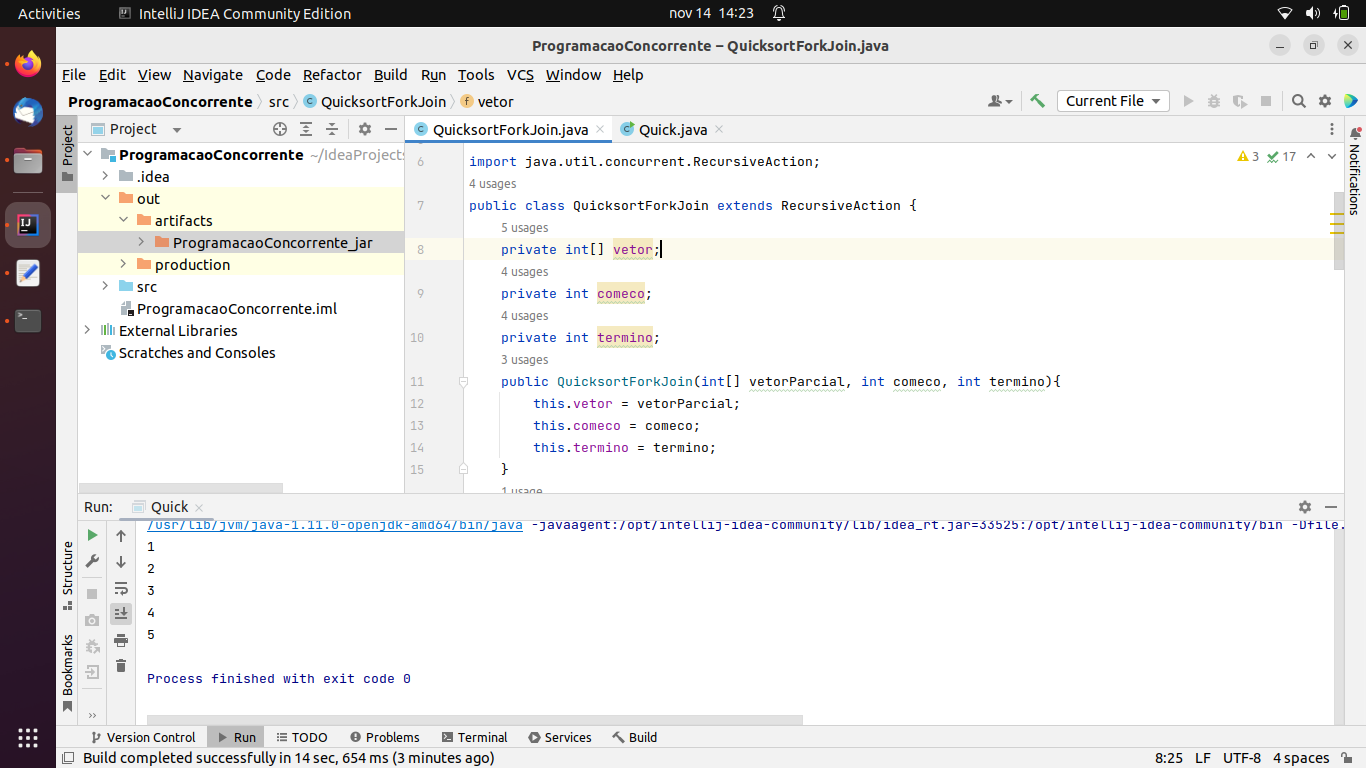 Activities IntelliJ IDEA Community Edition nov 14 14:23
ProgramacaoConcorrente – QuicksortForkJoin.java
File Edit View Navigate Code Refactor Build Run Tools VCS Window Help
ProgramacaoConcorrente src QuicksortForkJoin vetor Current File
Project
QuicksortForkJoin.java Quick.java
Project
Notifications
ProgramacaoConcorrente ~/IdeaProjects
.idea
out
artifacts
ProgramacaoConcorrente_jar
production
src
ProgramacaoConcorrente.iml
External Libraries
Scratches and Consoles
3 17
6 import java.util.concurrent.RecursiveAction;
4 usages
7 public class QuicksortForkJoin extends RecursiveAction {
5 usages
8 private int[] vetor;
4 usages
9 private int comeco;
4 usages
10 private int termino;
3 usages
11 public QuicksortForkJoin(int[] vetorParcial, int comeco, int termino){
12 this.vetor = vetorParcial;
13 this.comeco = comeco;
14 this.termino = termino;
15 }
1 usage
Run: Quick
/usr/lib/jvm/java-1.11.0-openjdk-amd64/bin/java -javaagent:/opt/intellij-idea-community/lib/idea_rt.jar=33525:/opt/intellij-idea-community/bin -Dfile.
1
2
3
4
5
Process finished with exit code 0
Structure
Bookmarks
Version Control Run TODO Problems Terminal Services Build
Build completed successfully in 14 sec, 654 ms (3 minutes ago) 8:25 LF UTF-8 4 spaces